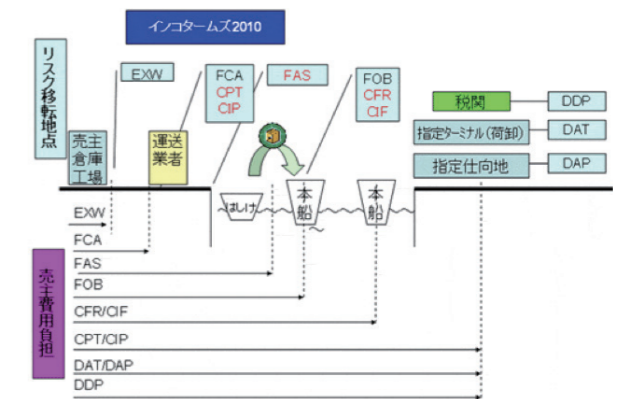 インコタームズ2010
リスク移転地点
EXW
FCA
CPT
CIP
FAS
FOB
CFR
CIF
税関
DDP
指定ターミナル(荷卸)
DAT
指定仕向地
DAP
売主
倉庫
工場
運送
業者
はしけ
本船
本船
売主費用負担
EXW
FCA
FAS
FOB
CFR/CIF
CPT/CIP
DAT/DAP
DDP